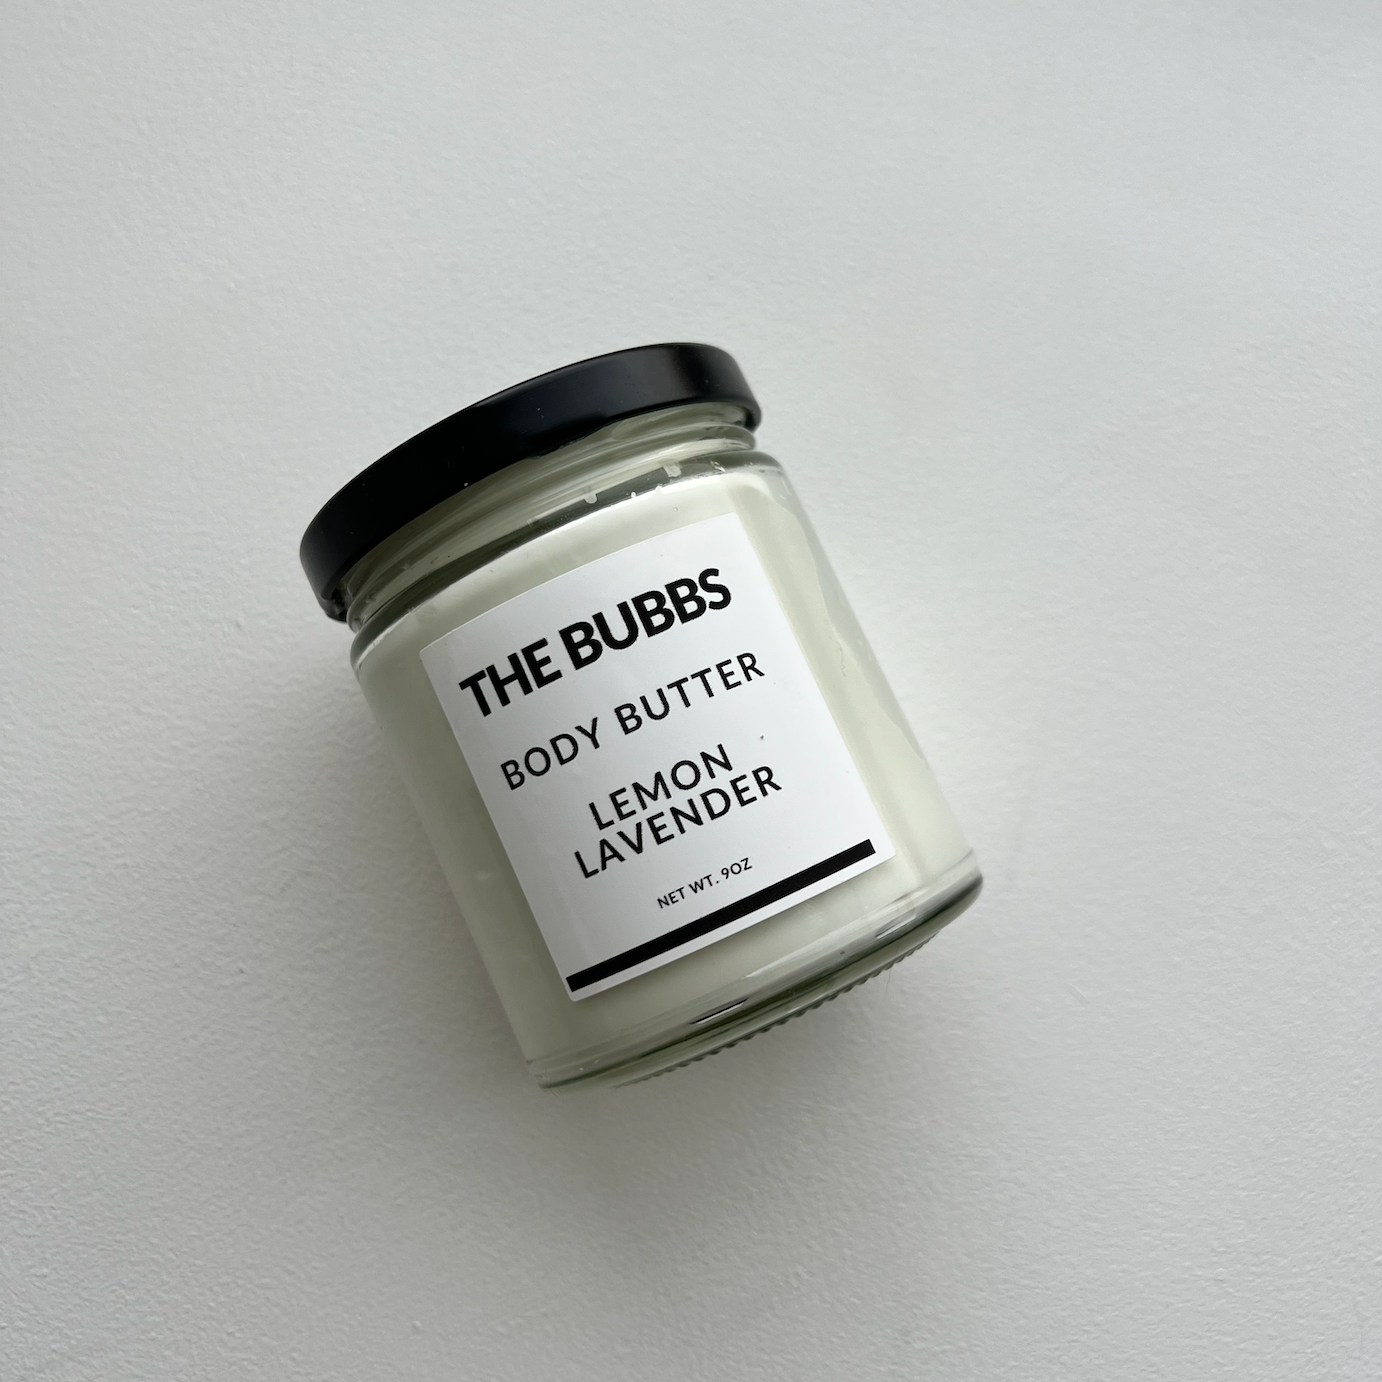 THE BUBBS
BODY BUTTER
LEMON
LAVENDER
NET WT. 9OZ